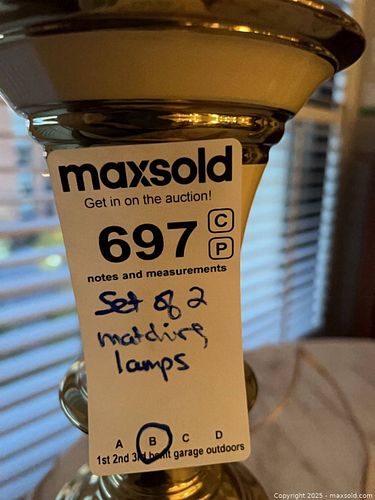 maxsold
Get in on the auction!
697
C
P
notes and measurements
Set of 2
matching
lamps
A B C D
1st 2nd 3rd bsmt garage outdoors
Copyright 2025 - maxsold.com